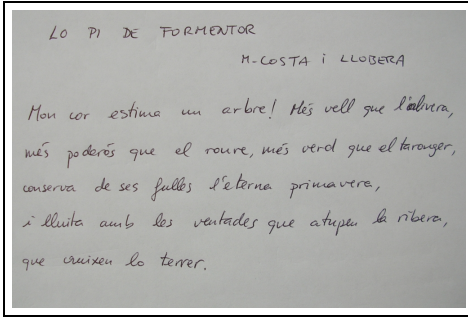 LO PI DE FORMENTOR
M. COSTA i LLOBERA
Mon cor estima un arbre! Més vell que l'olivera,
més poderós que el roure, més verd que el taronger,
conserva de ses fulles l'eterna primavera,
i lluita amb les ventades que atupen la ribera,
que cruixen lo terrer.